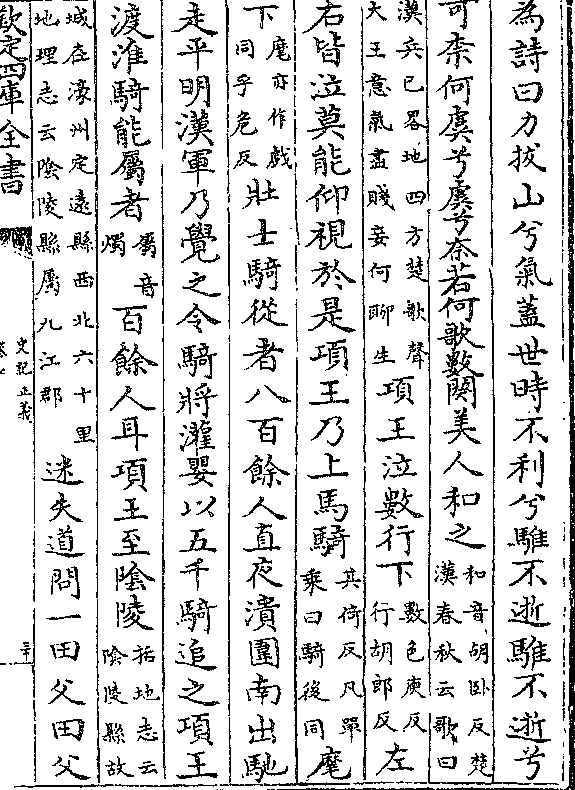 為詩曰力拔山兮氣蓋世時不利兮騅不逝騅不逝兮
可柰何虞兮虞兮柰若何歌數闋美人和之和音胡臥反楚漢春秋云歌曰
漢兵已畧地四方楚歌聲大王意氣盡賤妾何聊生項王泣數行下數色庾反行胡郎反左
右皆泣莫能仰視於是項王乃上馬騎其倚反凡單乘曰騎後同麾
下麾亦作戲同乎危反壯士騎從者八百餘人直夜潰圍南出馳
走平明漢軍乃覺之令騎將灌嬰以五千騎追之項王
渡淮騎能屬者屬音燭百餘人耳項王至陰陵括地志云陰陵縣故
城在濠州定遠縣西北六十里地理志云陰陵縣屬九江郡迷失道問一田父田父
欽定四庫全書
史記正義